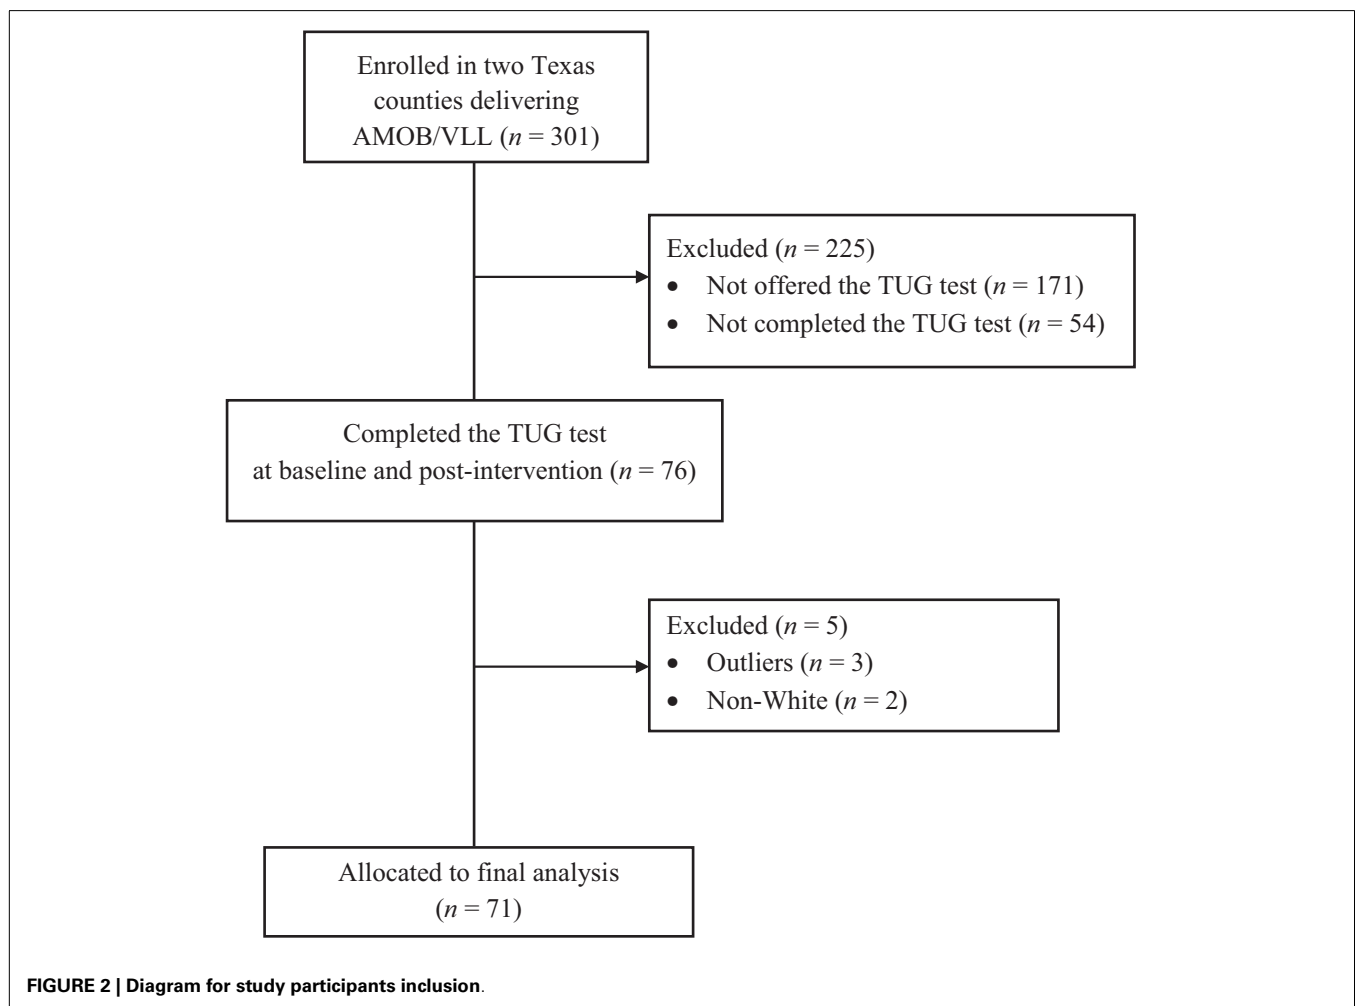 Enrolled in two Texas
counties delivering
AMOB/VLL (n = 301)
Excluded (n = 225)
• Not offered the TUG test (n = 171)
• Not completed the TUG test (n = 54)
Completed the TUG test
at baseline and post-intervention (n = 76)
Excluded (n = 5)
• Outliers (n = 3)
• Non-White (n = 2)
Allocated to final analysis
(n = 71)
FIGURE 2 | Diagram for study participants inclusion.